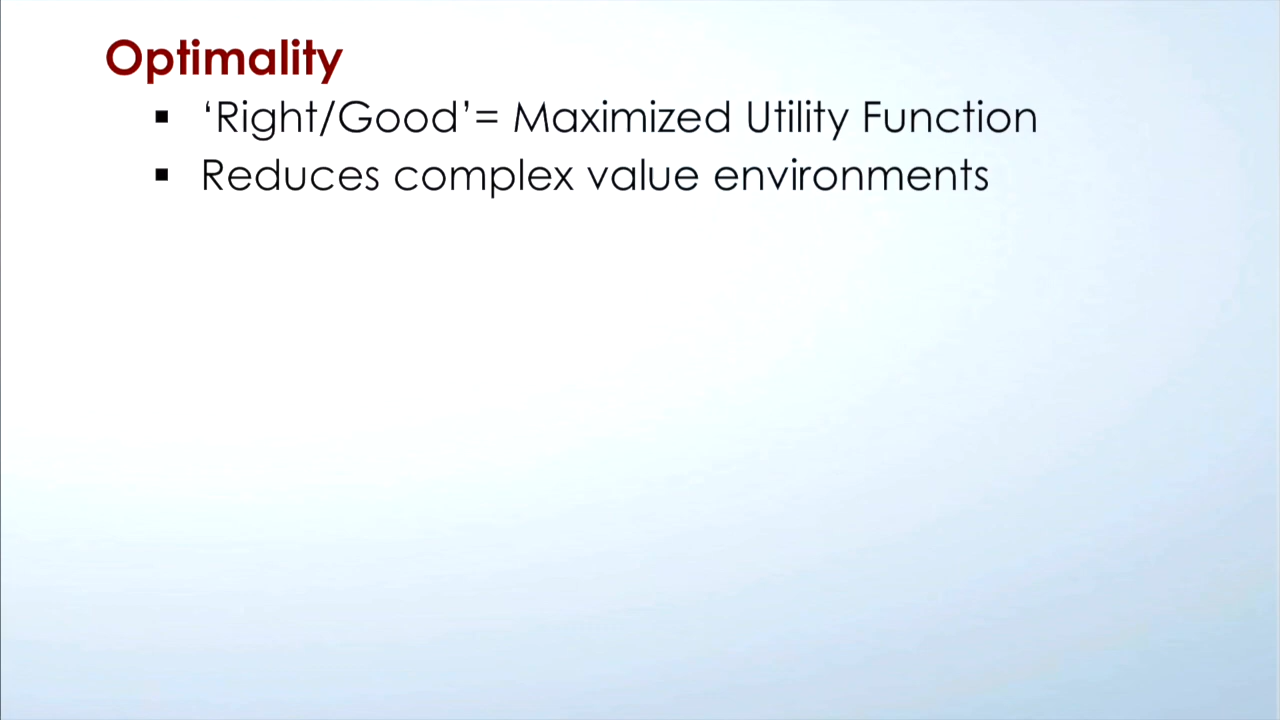 Optimality
▪ ‘Right/Good’= Maximized Utility Function
▪ Reduces complex value environments